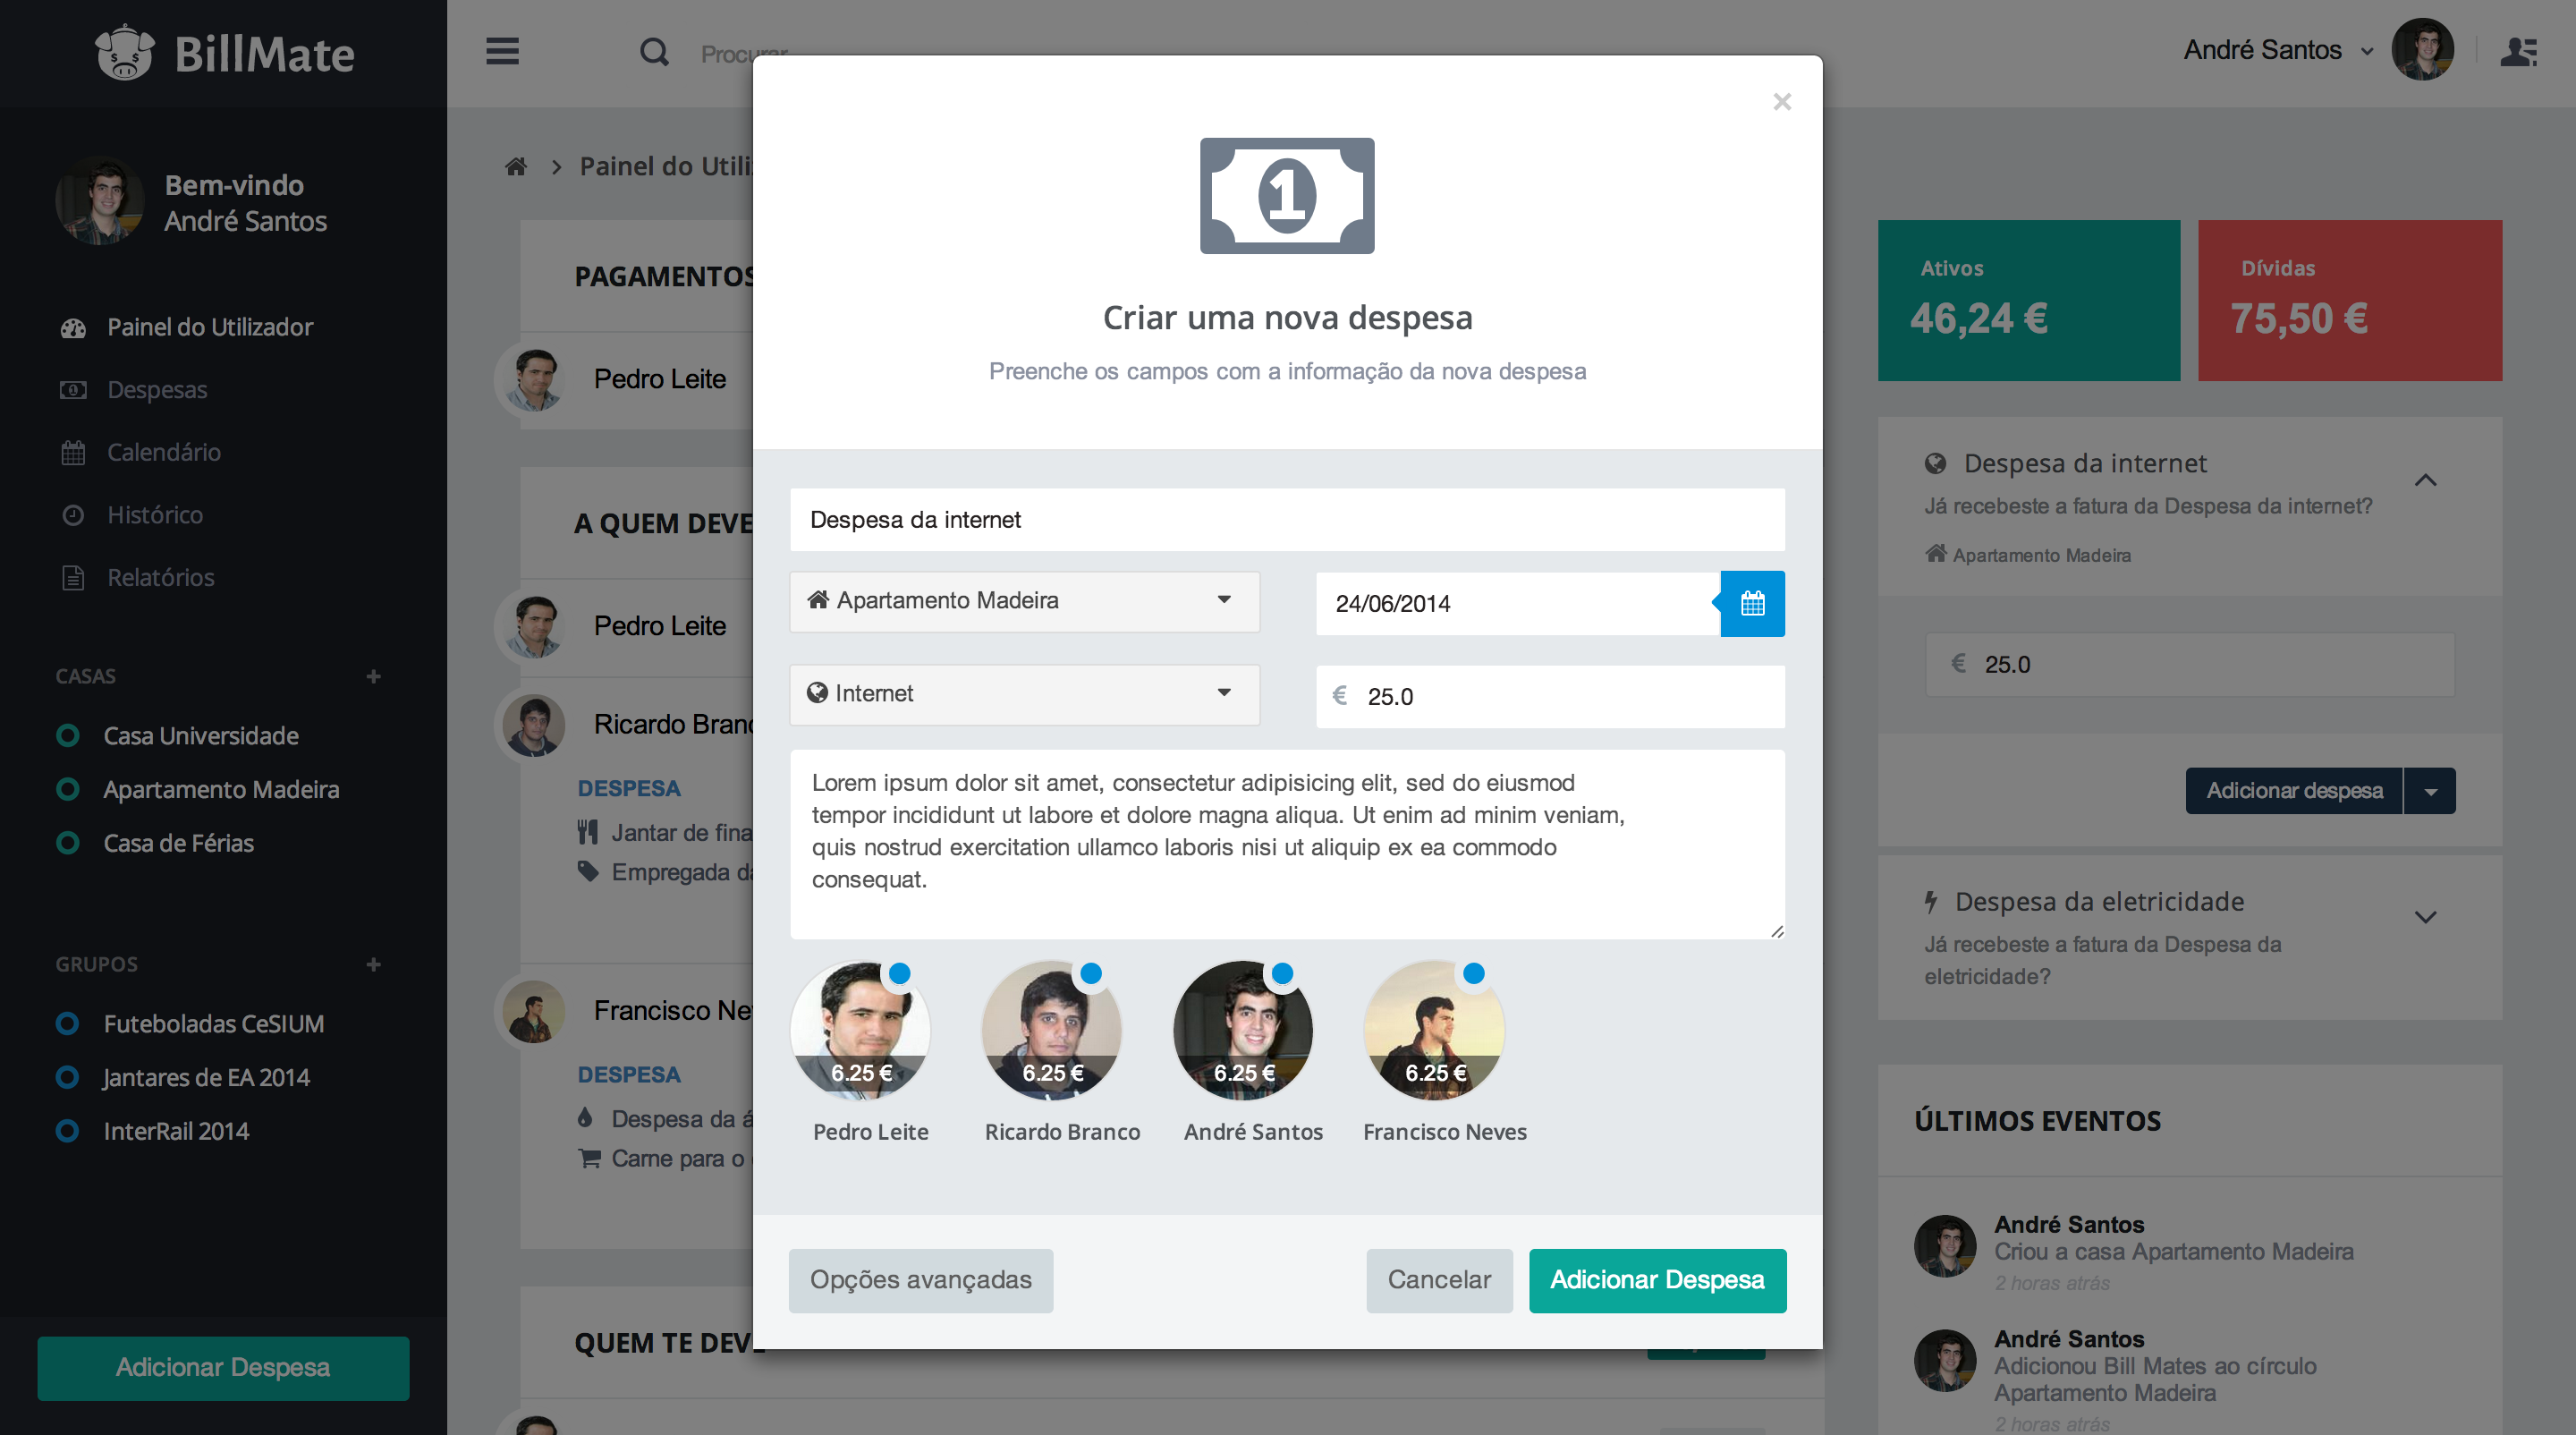 BillMate
Procurar
André Santos
Bem-vindo
André Santos
Painel do Utilizador
Despesas
Calendário
Histórico
Relatórios
CASAS
Casa Universidade
Apartamento Madeira
Casa de Férias
GRUPOS
Futeboladas CeSIUM
Jantares de EA 2014
InterRail 2014
Adicionar Despesa
Painel do
PAGAMENTOS
Pedro Leite
A QUEM DEVE
Pedro Leite
Ricardo
DESPESA
Jantar de
Empregada
Francisco
DESPESA
Despesa da
Carne para o
QUEM TE
Criar uma nova despesa
Preenche os campos com a informação da nova despesa
Despesa da internet
Apartamento Madeira
24/06/2014
Internet
€ 25.0
Lorem ipsum dolor sit amet, consectetur adipisicing elit, sed do eiusmod
tempor incididunt ut labore et dolore magna aliqua. Ut enim ad minim veniam,
quis nostrud exercitation ullamco laboris nisi ut aliquip ex ea commodo
consequat.
6.25 €
6.25 €
6.25 €
6.25 €
Pedro Leite
Ricardo Branco
André Santos
Francisco Neves
Opções avançadas
Cancelar
Adicionar Despesa
Ativos
46,24 €
Dívidas
75,50 €
Despesa da internet
Já recebeste a fatura da Despesa da internet?
Apartamento Madeira
€ 25.0
Adicionar despesa
Despesa da eletricidade
Já recebeste a fatura da Despesa da
eletricidade?
ÚLTIMOS EVENTOS
André Santos
Criou a casa Apartamento Madeira
2 horas atrás
André Santos
Adicionou Bill Mates ao círculo
Apartamento Madeira
2 horas atrás